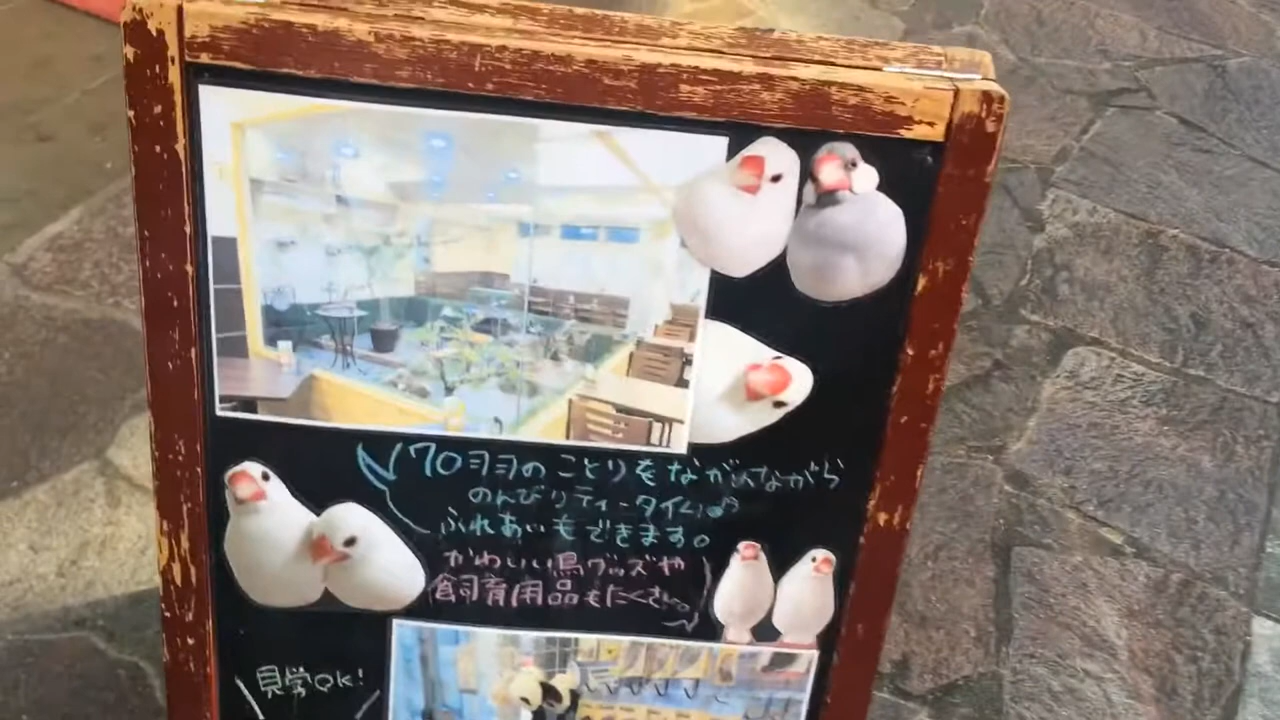 70羽のことりをながめながら
のんびりティータイム♪
ふれあいもできます。
かわいい鳥グッズや
飼育用品もたくさん。
見学OK!